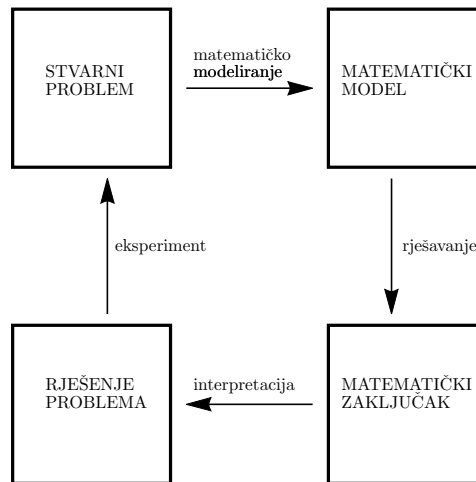 STVARNI
PROBLEM
matematičko
modeliranje
MATEMATIČKI
MODEL
eksperiment
rješavanje
RJEŠENJE
PROBLEMA
interpretacija
MATEMATIČKI
ZAKLJUČAK